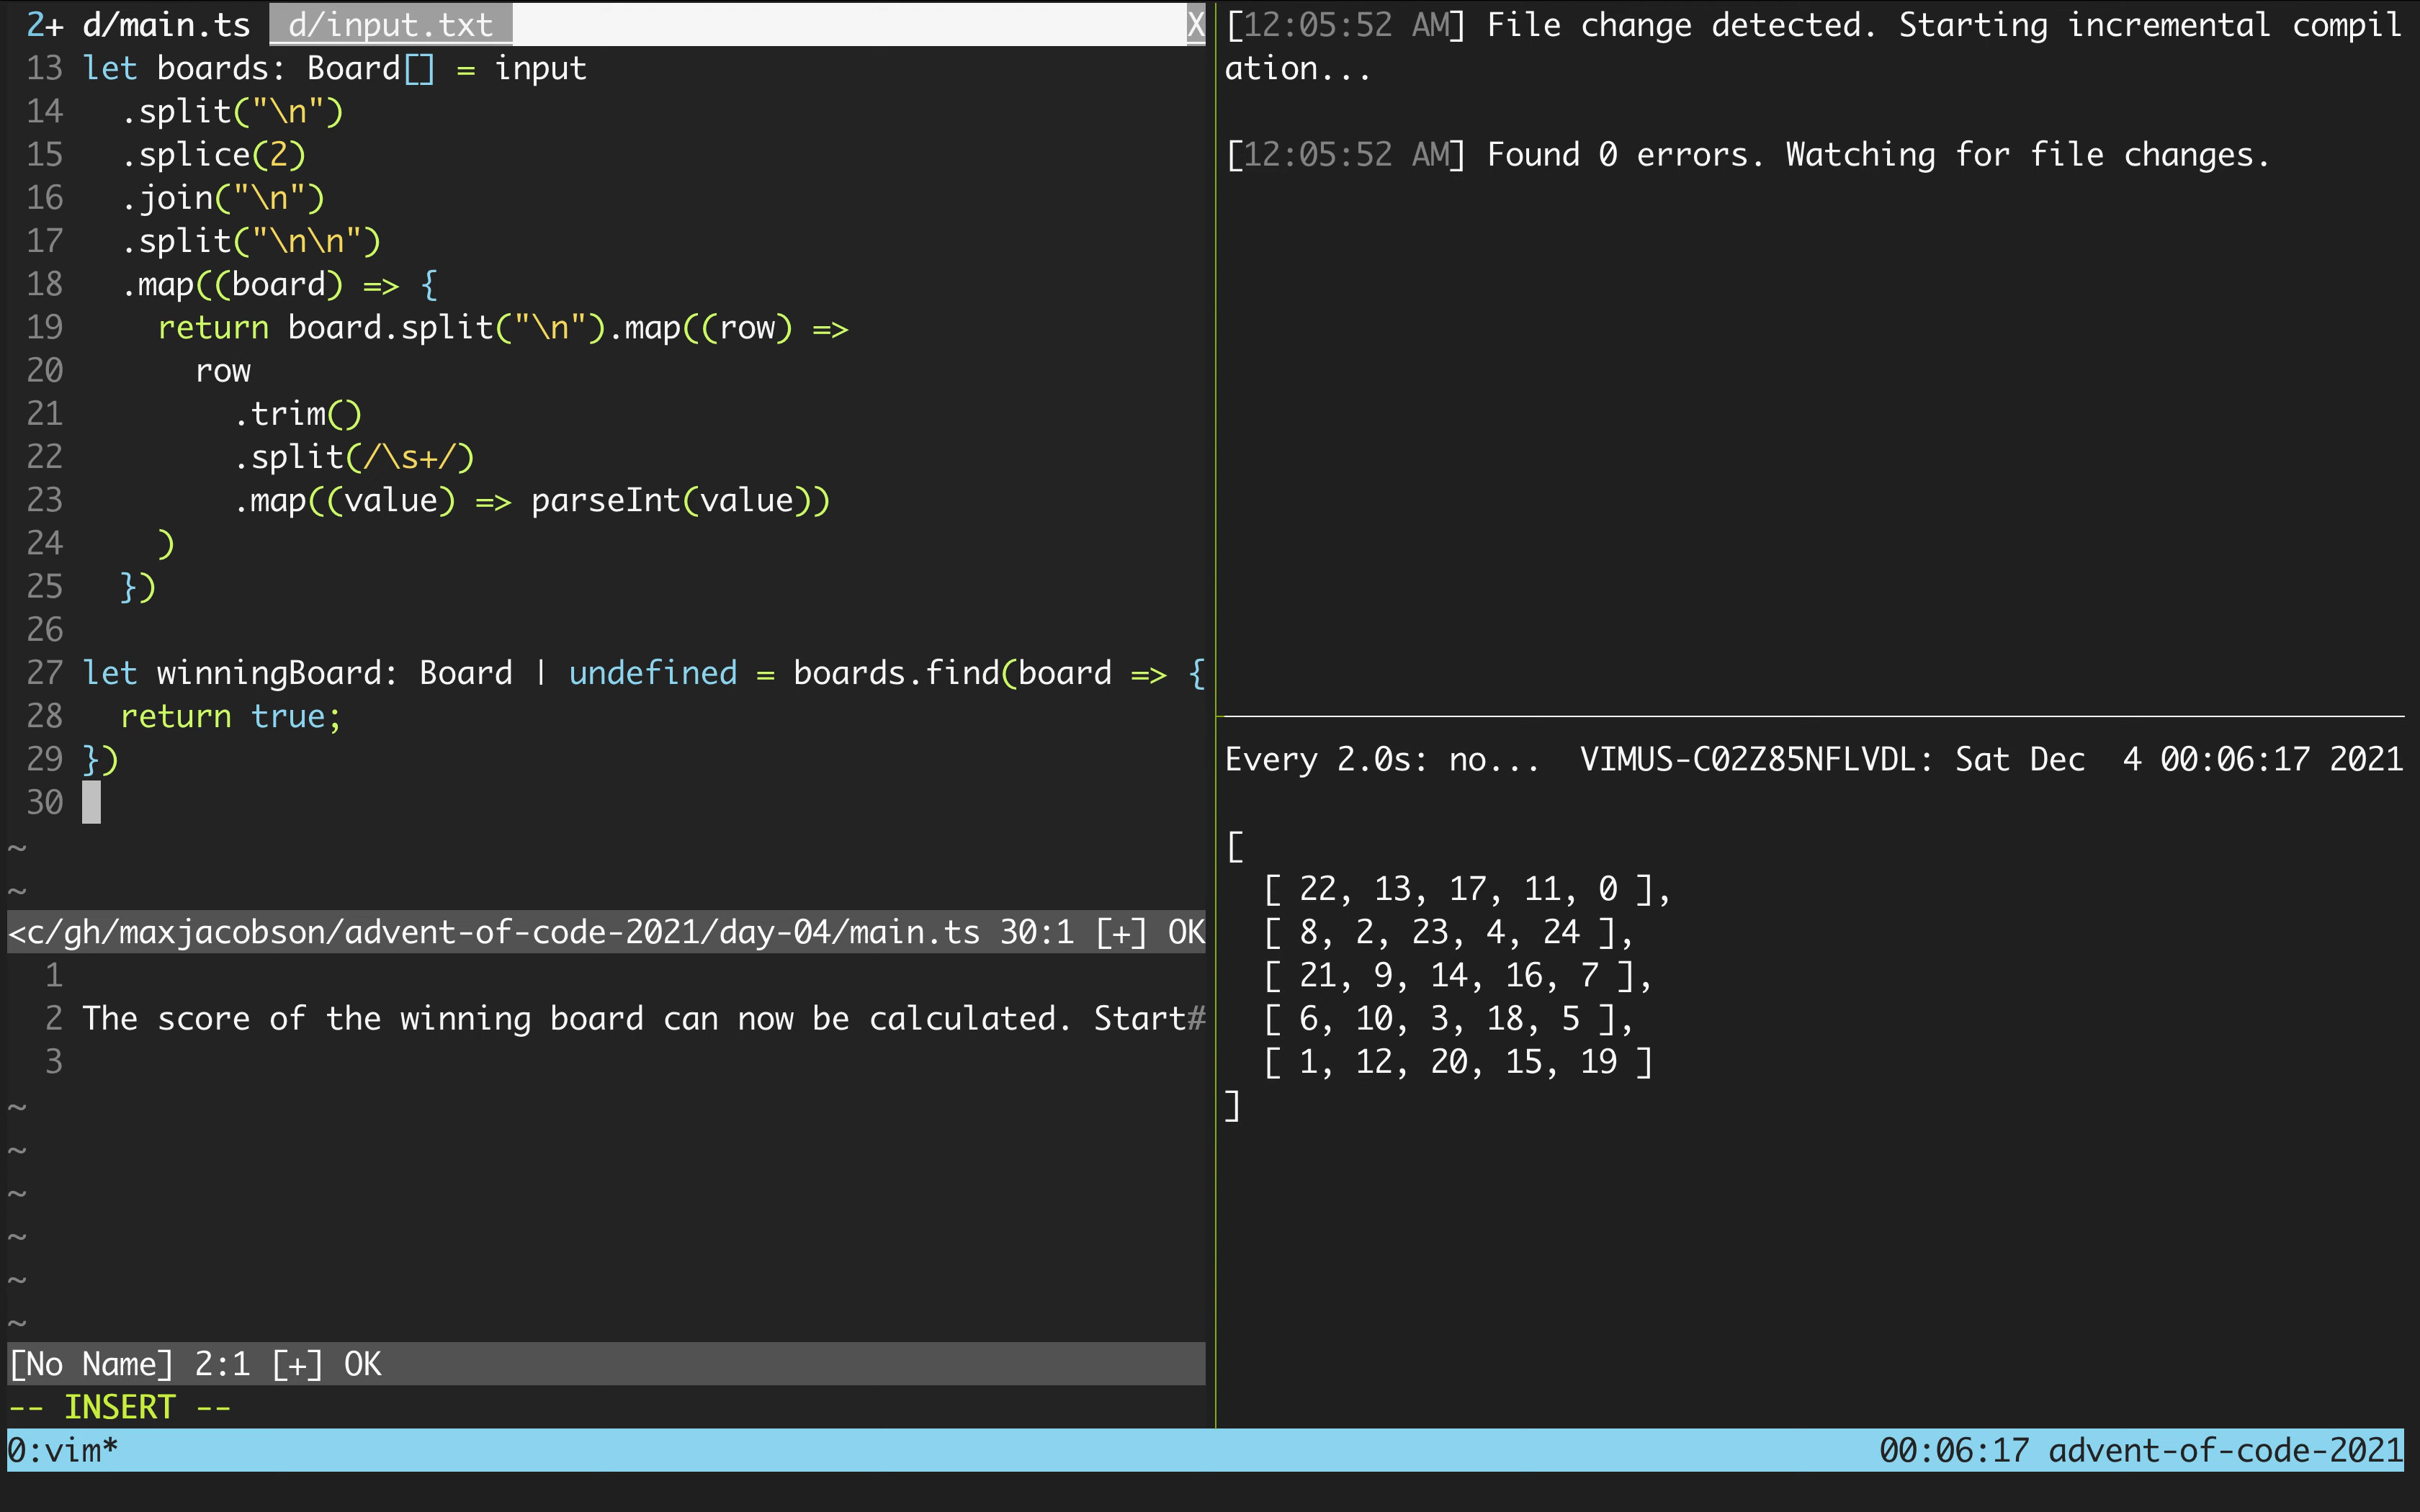 2+ d/main.ts  d/input.txt X
13 let boards: Board[] = input
14   .split("\n")
15   .splice(2)
16   .join("\n")
17   .split("\n\n")
18   .map((board) => {
19     return board.split("\n").map((row) =>
20       row
21         .trim()
22         .split(/\s+/)
23         .map((value) => parseInt(value))
24     )
25   })
26
27 let winningBoard: Board | undefined = boards.find(board => {
28   return true;
29 })
30
~
~
<c/gh/maxjacobson/advent-of-code-2021/day-04/main.ts 30:1 [+] OK
1
2 The score of the winning board can now be calculated. Start#
3
~
~
~
~
~
~
[No Name] 2:1 [+] OK
-- INSERT --
[12:05:52 AM] File change detected. Starting incremental compil
ation...
[12:05:52 AM] Found 0 errors. Watching for file changes.
Every 2.0s: no...  VIMUS-C02Z85NFLVDL: Sat Dec  4 00:06:17 2021
[
  [ 22, 13, 17, 11, 0 ],
  [ 8, 2, 23, 4, 24 ],
  [ 21, 9, 14, 16, 7 ],
  [ 6, 10, 3, 18, 5 ],
  [ 1, 12, 20, 15, 19 ]
]
0:vim* 00:06:17 advent-of-code-2021